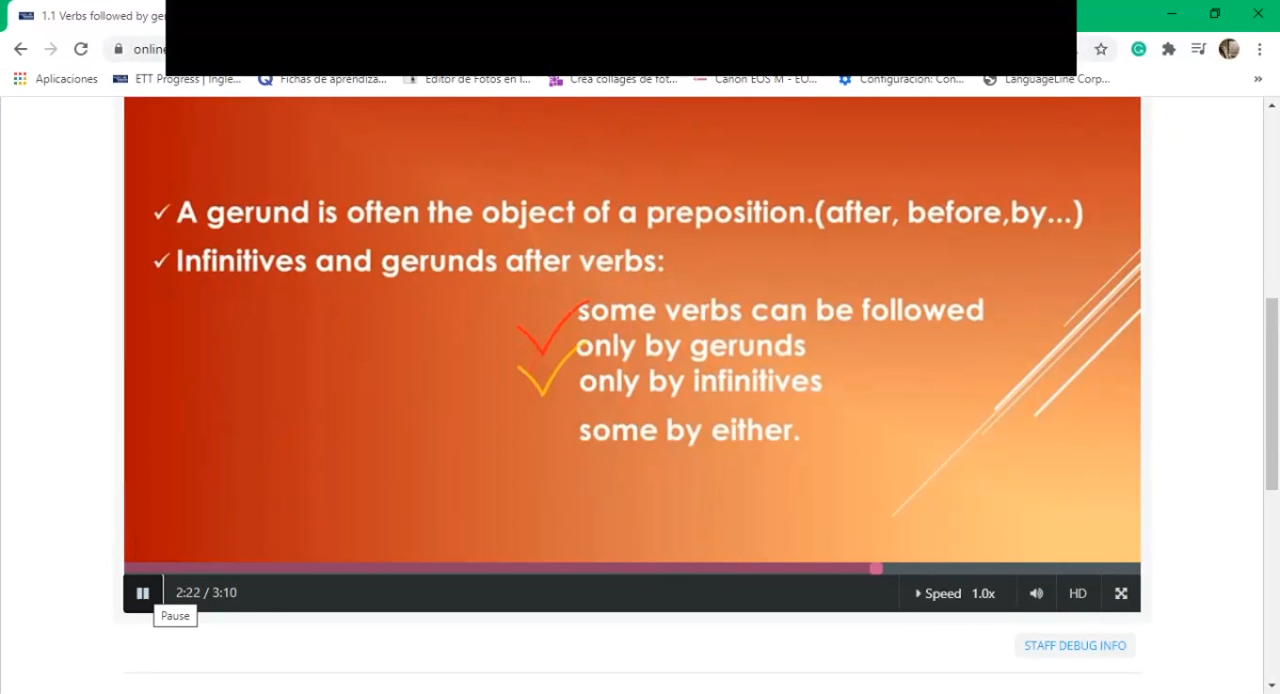 1.1 Verbs followed by ge
online
Aplicaciones
ETT Progress | Ingle...
Fichas de aprendiza...
Editor de Fotos en l...
Crea collages de fot...
Canon EOS M - EO...
Configuración: Con...
LanguageLine Corp...
»
✓ A gerund is often the object of a preposition.(after, before,by...)
✓ Infinitives and gerunds after verbs:
some verbs can be followed
only by gerunds
only by infinitives
some by either.
2:22 / 3:10
Speed 1.0x
HD
Pause
STAFF DEBUG INFO